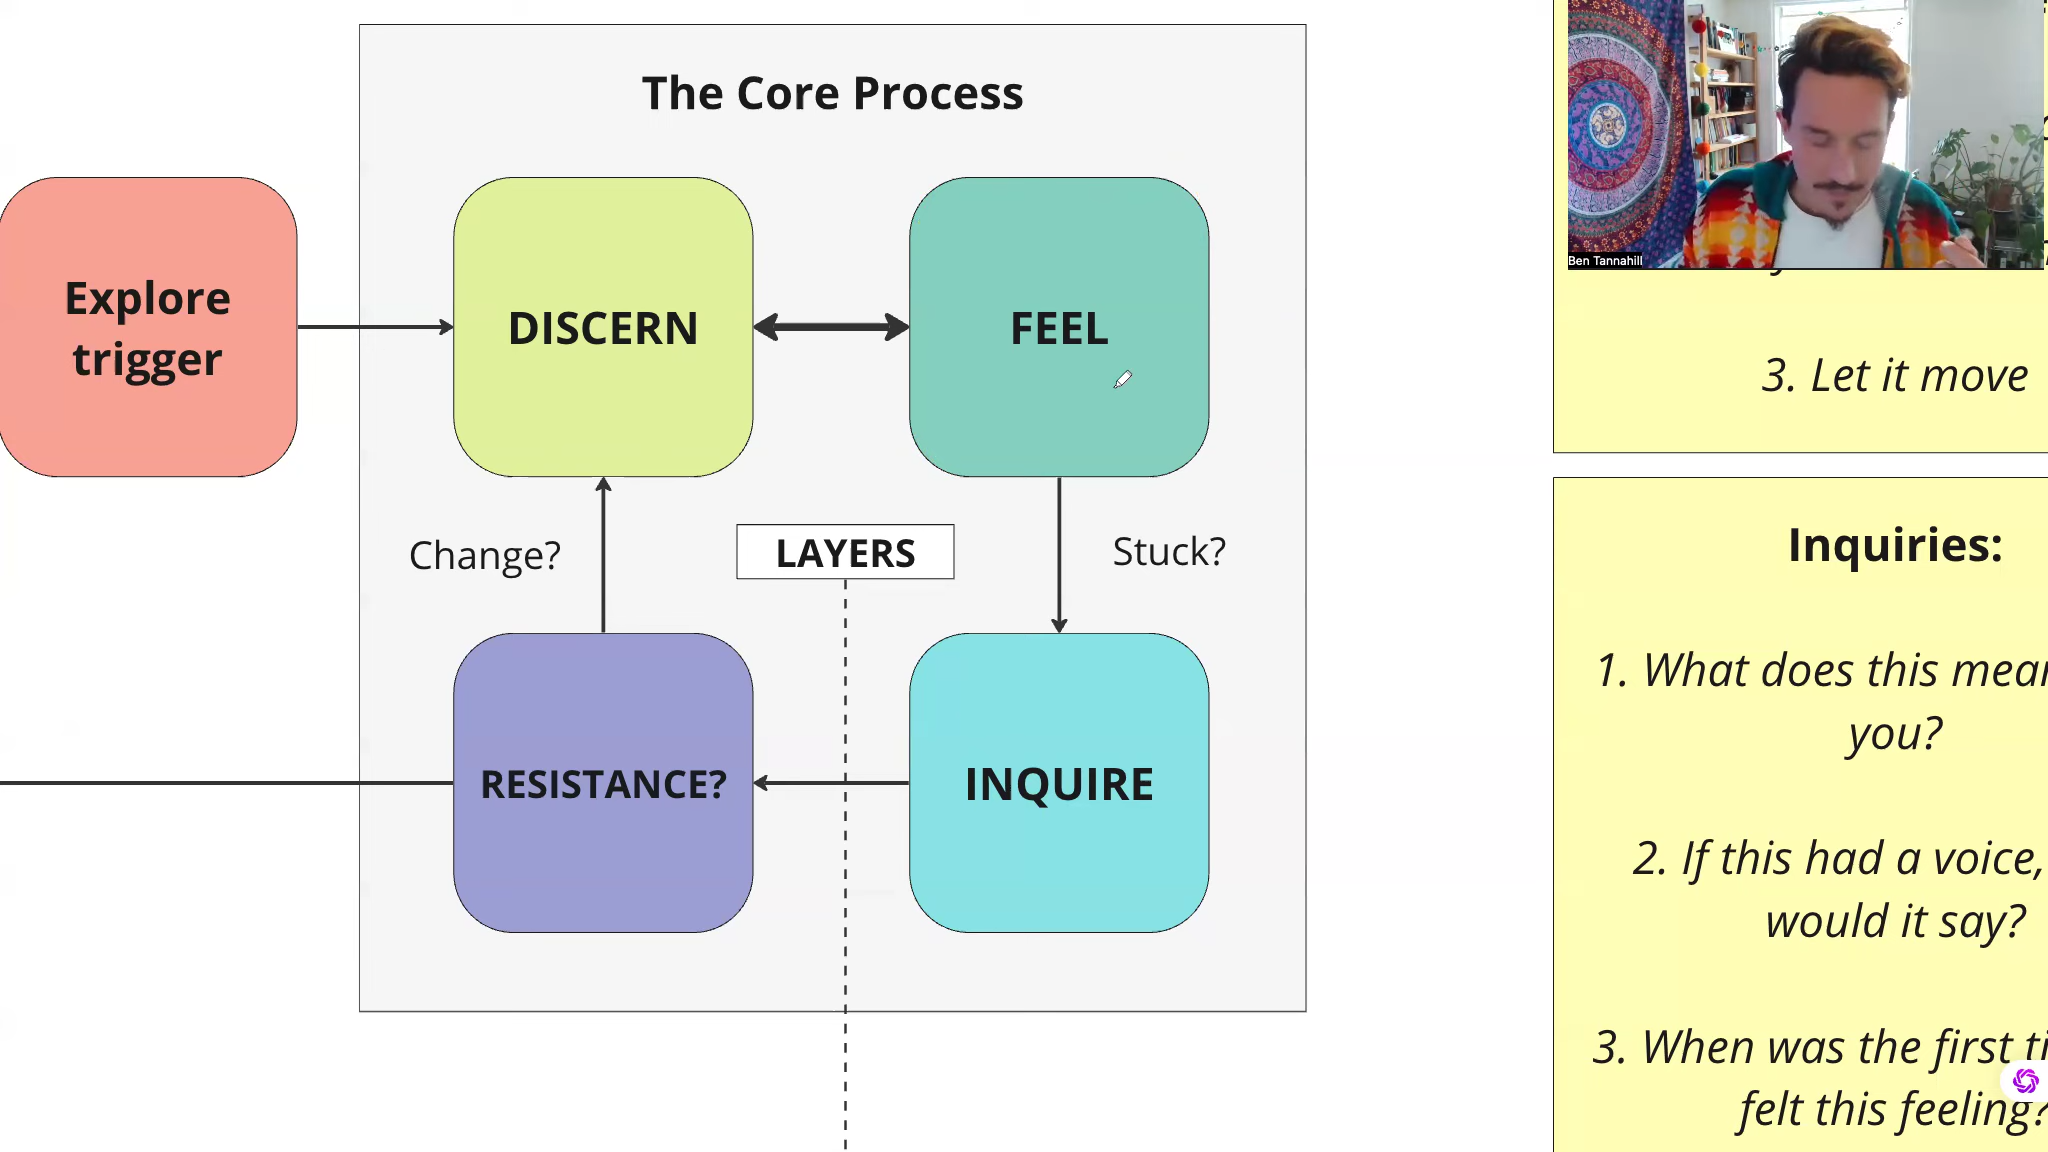 The Core Process
Explore
trigger
DISCERN
FEEL
Change?
LAYERS
Stuck?
RESISTANCE?
INQUIRE
Ben Tannahill
3. Let it move
Inquiries:
1. What does this mean
you?
2. If this had a voice,
would it say?
3. When was the first
felt this feeling?